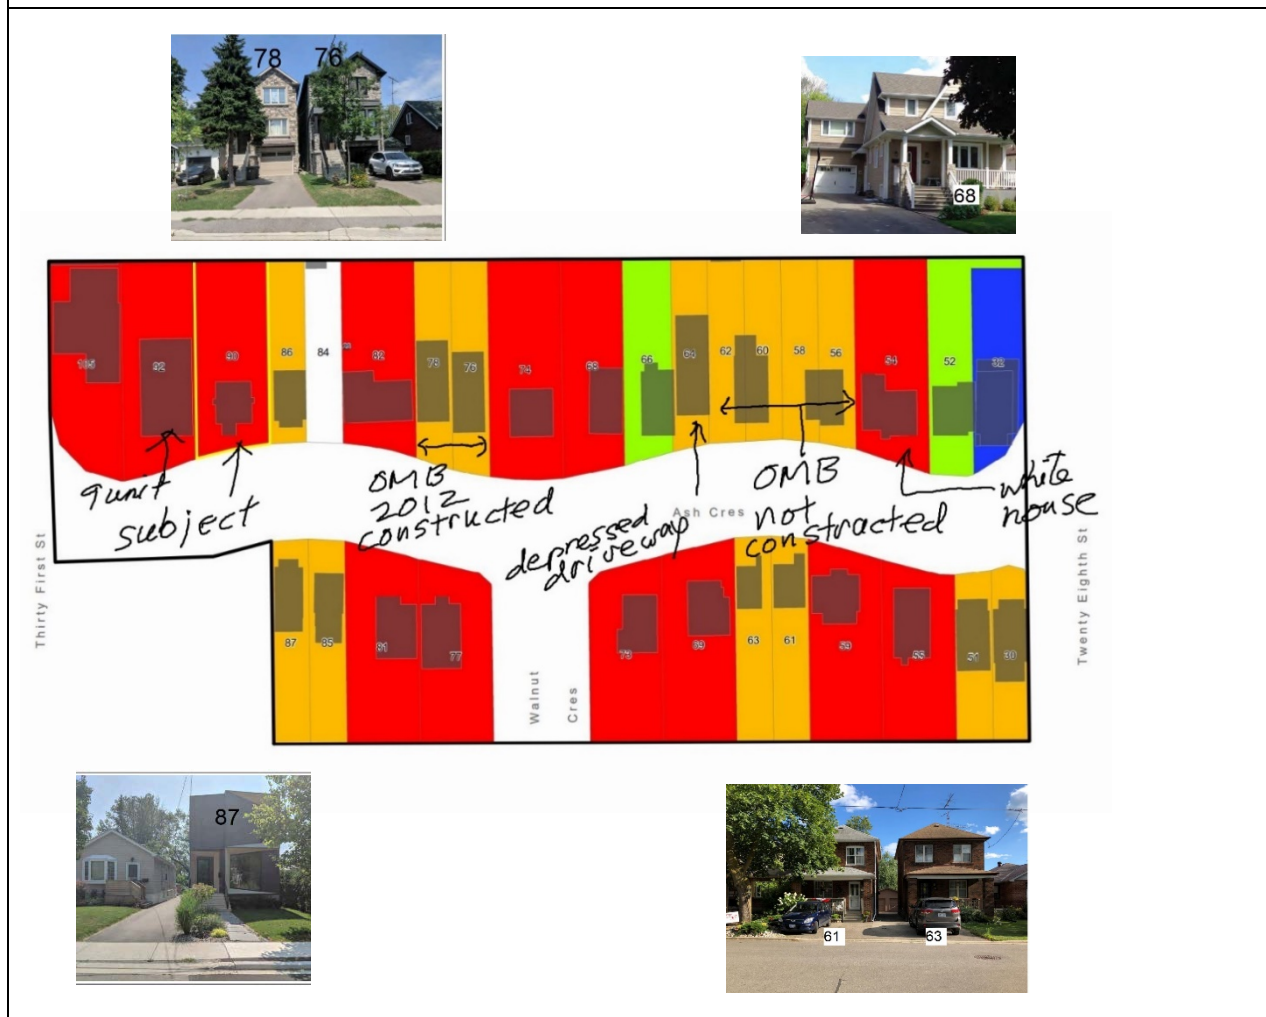 78 76
68
105 92 90 86 84 82 78 76 74 68 66 64 62 60 58 56 54 52 32
9 unit
subject
OMB
2012
constructed
depressed
driveway
Ash Cres
OMB
not
constracted
white
house
Thirty First St
Twenty Eighth St
87 85 81 77 73 69 63 61 59 55 51 30
Walnut
Cres
87
61 63